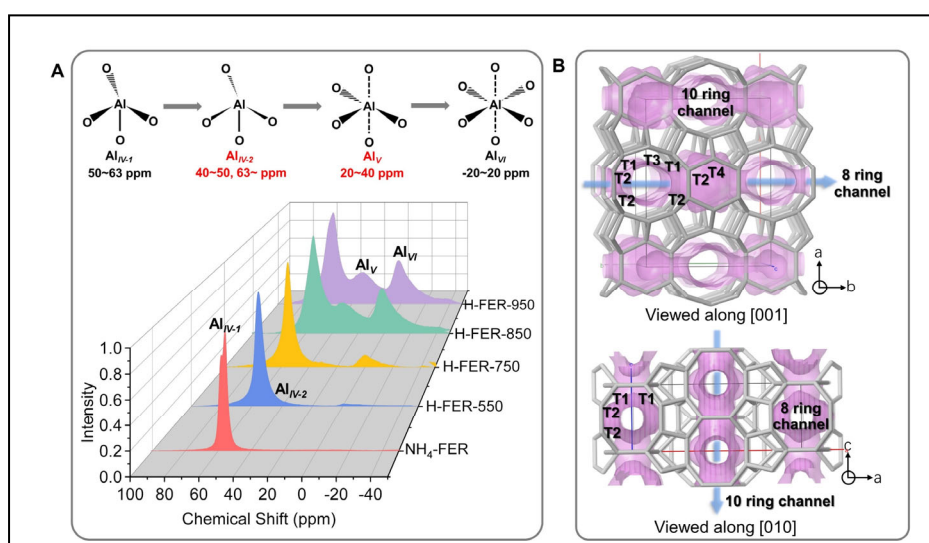 A
O O O O
O O O O O O O O
Al Al Al Al
O O O O O O O O
O O O O
Al_IV-1 Al_IV-2 Al_V Al_VI
50~63 ppm 40~50, 63~ ppm 20~40 ppm -20~20 ppm
Al_VI
Al_V
H-FER-950
Al_IV-1
H-FER-850
1.0
H-FER-750
0.8
0.6
Al_IV-2
H-FER-550
0.4
0.2
NH4-FER
0.0
Intensity
100 80 60 40 20 0 -20 -40
Chemical Shift (ppm)
B
10 ring
channel
T1 T3 T1
T2 T2 T4
T2 T2
8 ring
channel
a
b
Viewed along [001]
T1 T1
T2
T2
8 ring
channel
c
a
10 ring channel
Viewed along [010]